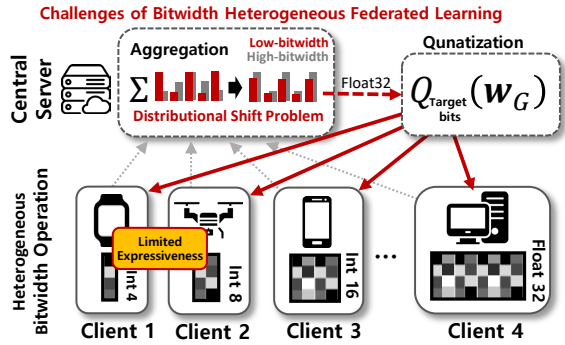 Challenges of Bitwidth Heterogeneous Federated Learning
Central
Server
Aggregation
Low-bitwidth
High-bitwidth
∑
Distributional Shift Problem
Float32
Qunatization
Q Target bits (w_G)
Heterogeneous
Bitwidth Operation
Limited
Expressiveness
Int 4
Int 8
Int 16
...
Float 32
Client 1
Client 2
Client 3
Client 4